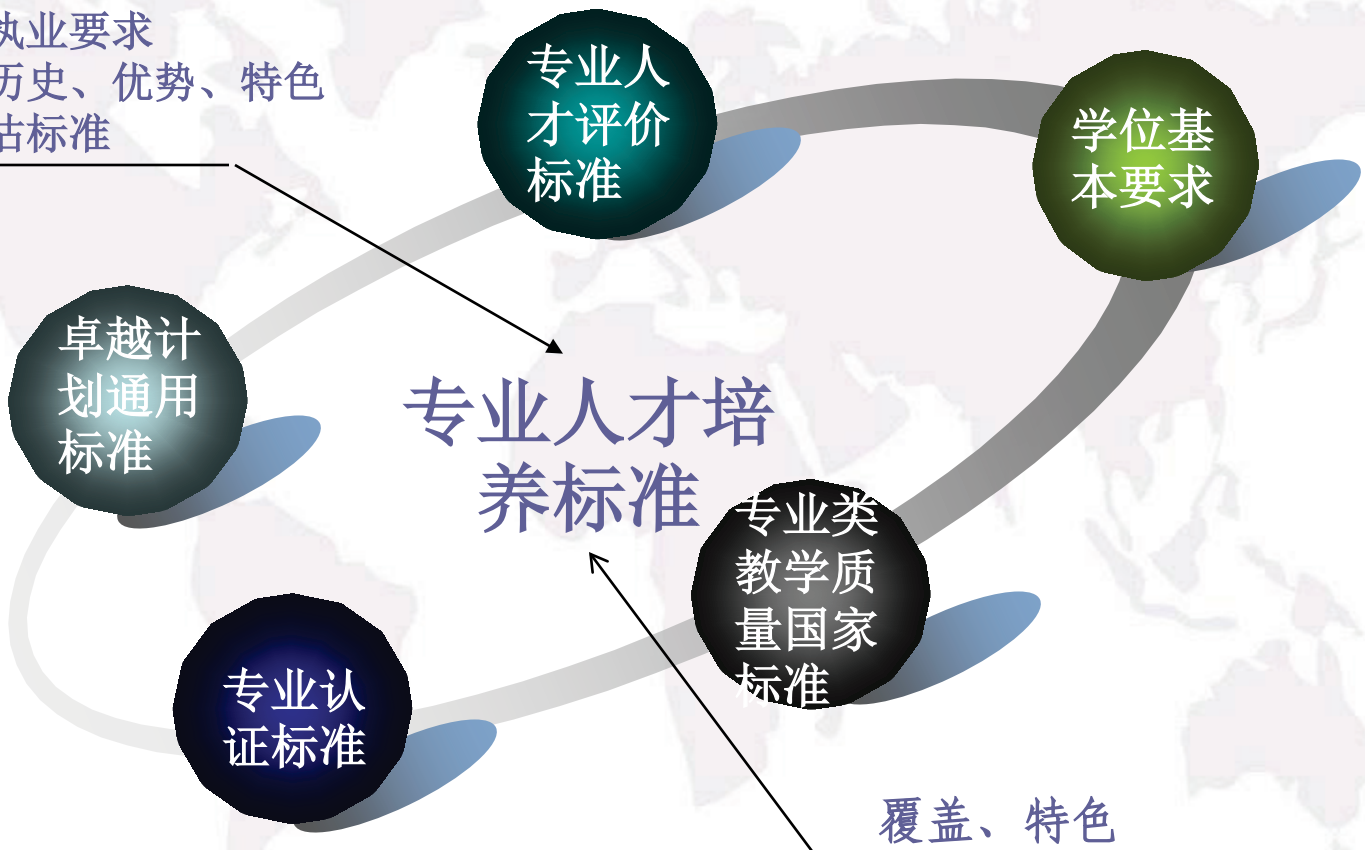 执业要求
历史、优势、特色
估标准
专业人
才评价
标准
学位基
本要求
卓越计
划通用
标准
专业人才培
养标准
专业类
教学质
量国家
标准
专业认
证标准
覆盖、特色